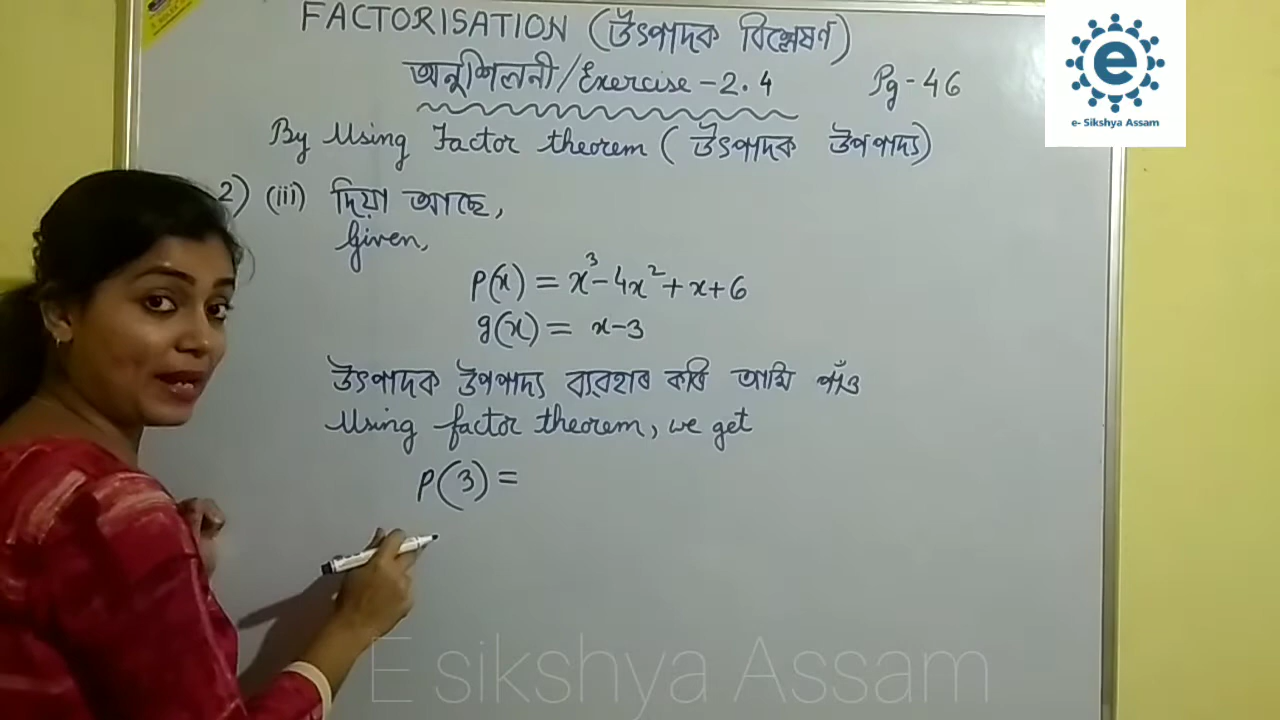 FACTORISATION (উৎপাদক বিশ্লেষণ)
অনুশিলনী/Exercise-2.4 Pg-46
e- Sikshya Assam
By Using Factor theorem (উৎপাদক উপপাদ্য)
2) (iii) দিয়া আছে,
Given,
p(x) = x³-4x²+x+6
g(x) = x-3
উৎপাদক উপপাদ্য ব্যৱহাৰ কৰি আমি পাঁও
Using factor theorem, we get
p(3) =
E sikshya Assam